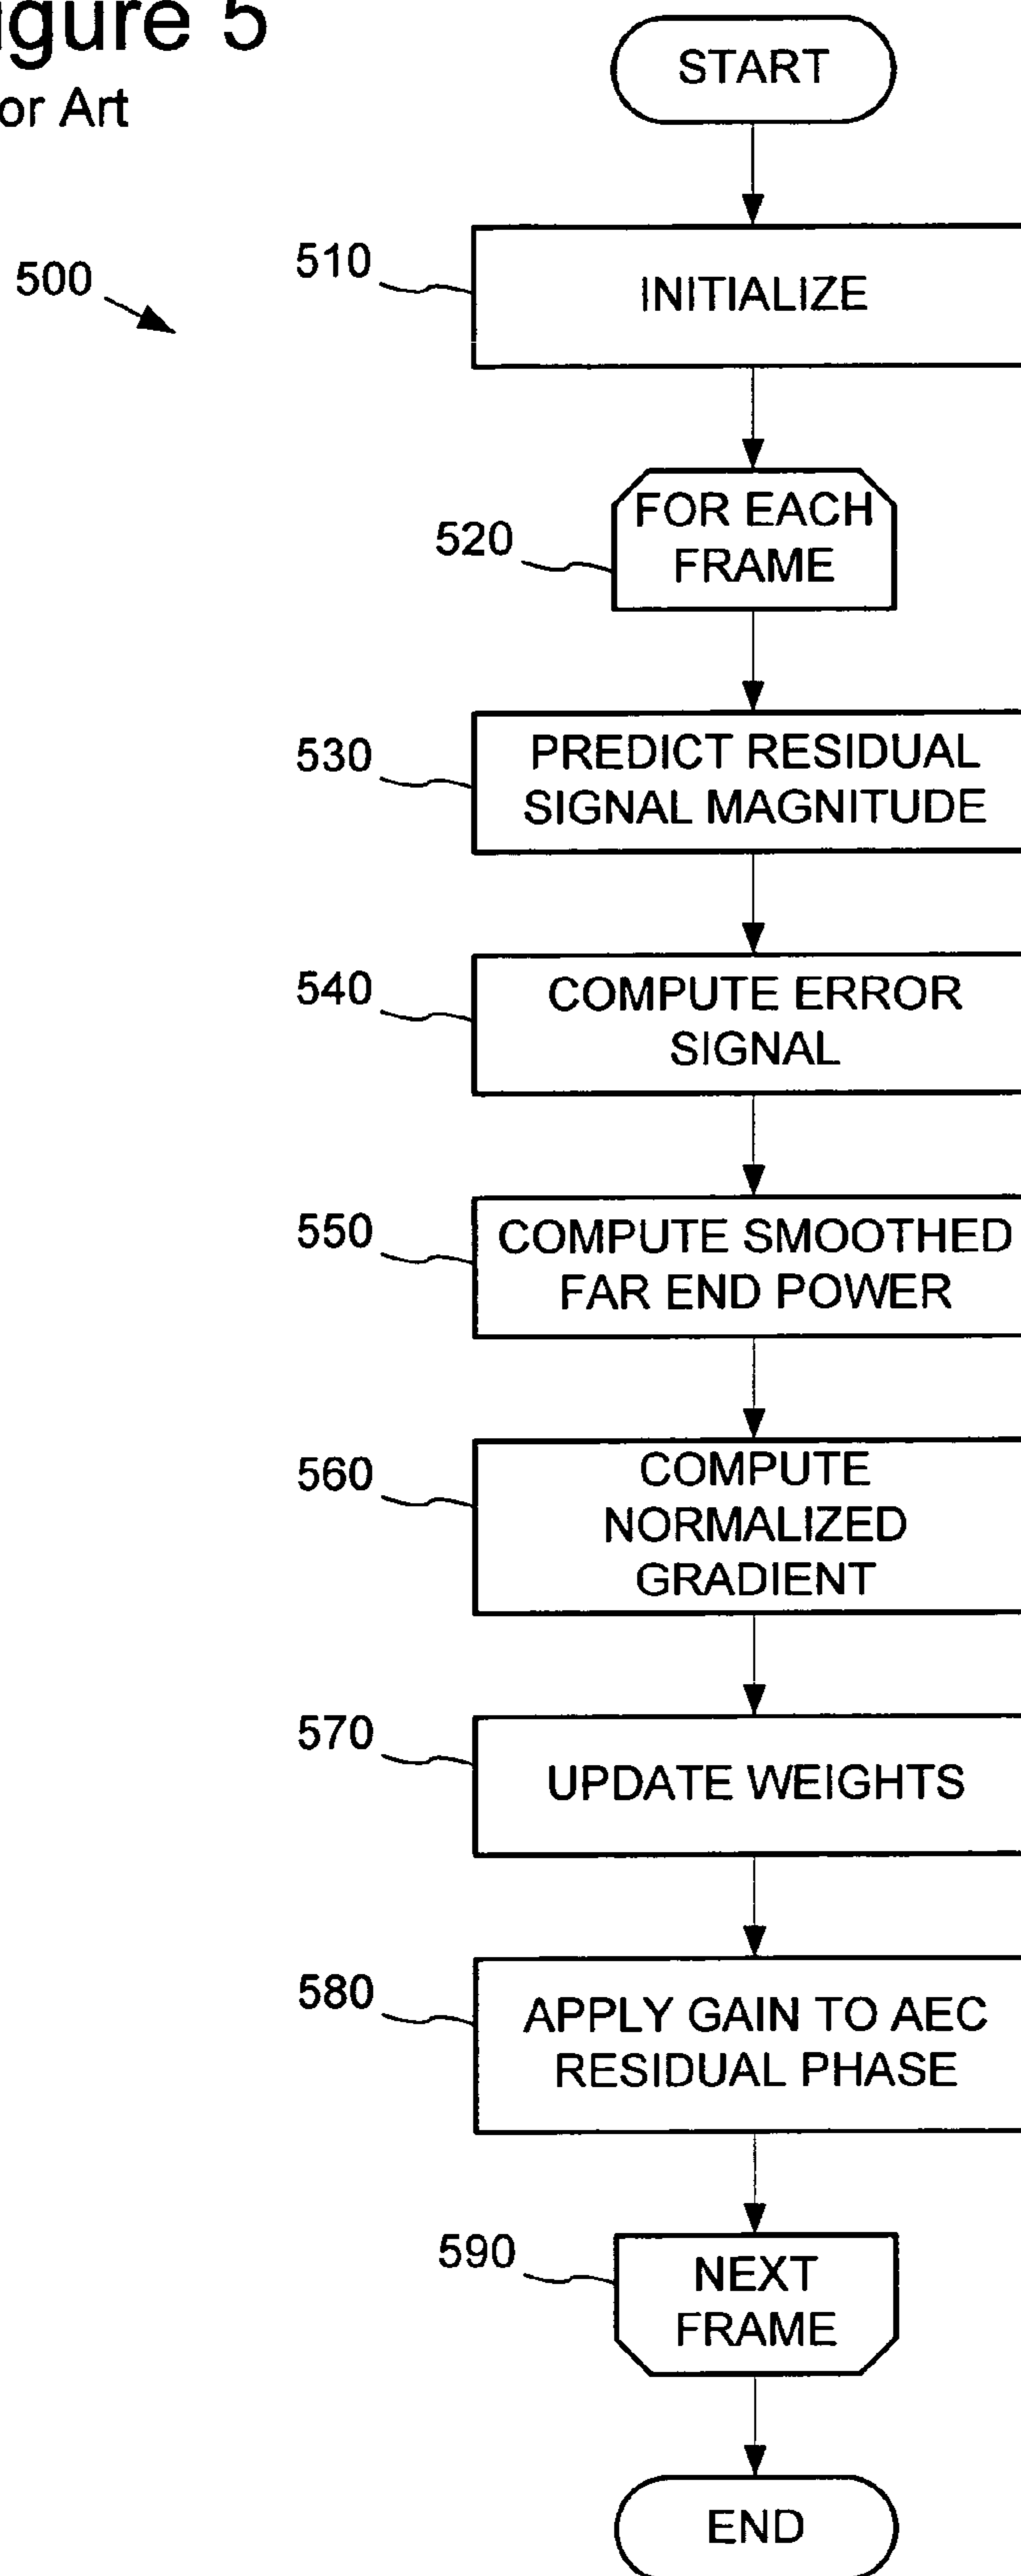 igure 5
or Art
START
500
510
INITIALIZE
520
FOR EACH
FRAME
530
PREDICT RESIDUAL
SIGNAL MAGNITUDE
540
COMPUTE ERROR
SIGNAL
550
COMPUTE SMOOTHED
FAR END POWER
560
COMPUTE
NORMALIZED
GRADIENT
570
UPDATE WEIGHTS
580
APPLY GAIN TO AEC
RESIDUAL PHASE
590
NEXT
FRAME
END